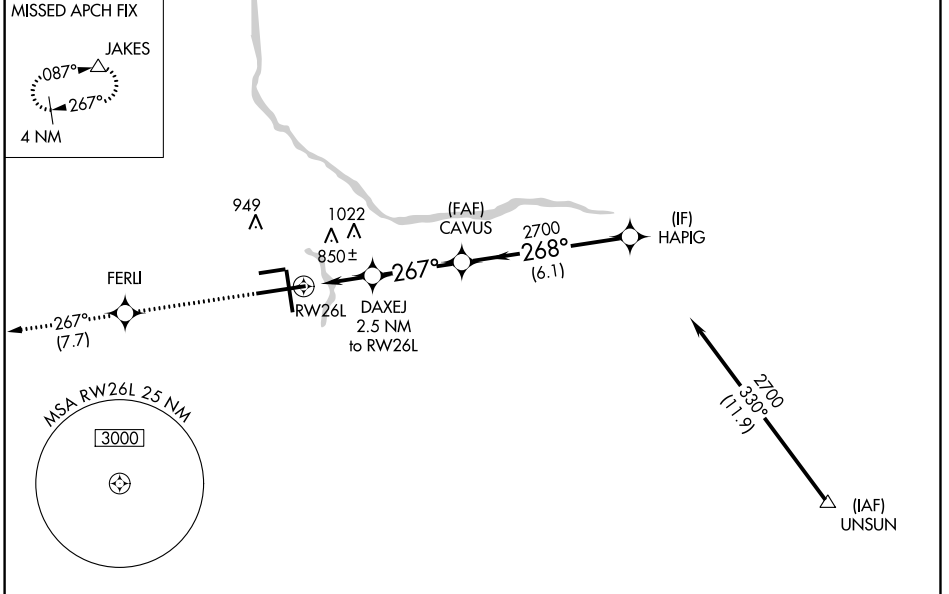 MISSED APCH FIX
JAKES
087°
267°
4 NM
949
1022
850±
(FAF)
CAVUS
2700
268°
(6.1)
(IF)
HAPIG
267°
FERLI
RW26L
DAXEJ
2.5 NM
to RW26L
267°
(7.7)
MSA RW26L 25 NM
3000
2700
330°
(11.9)
(IAF)
UNSUN